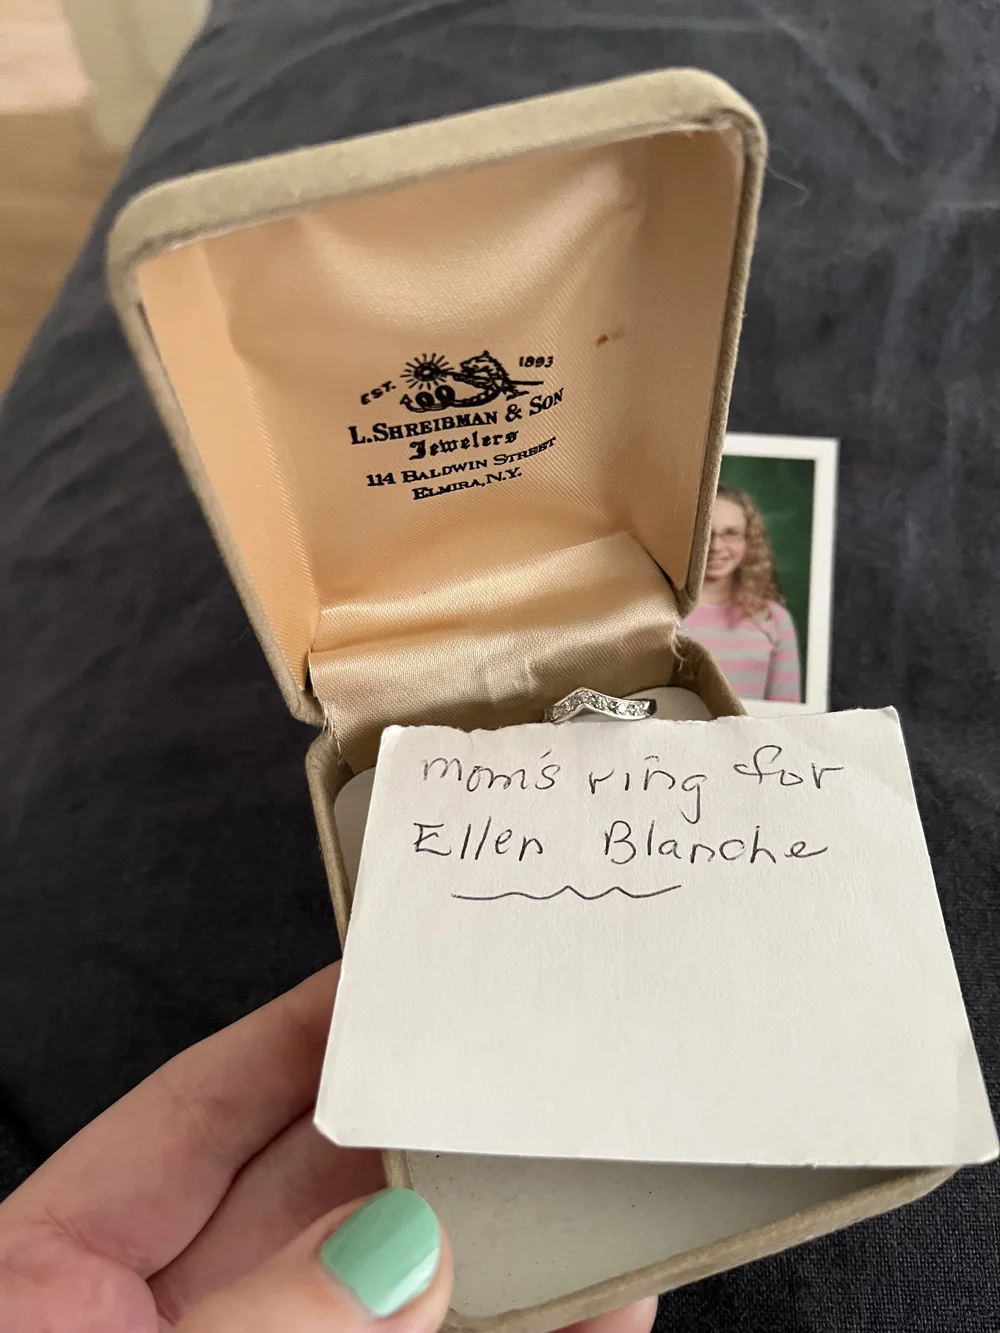 EST. 1893
L. SHREIBMAN & SON
Jewelers
114 BALDWIN STREET
ELMIRA, N.Y.
mom's ring for
Ellen Blanche